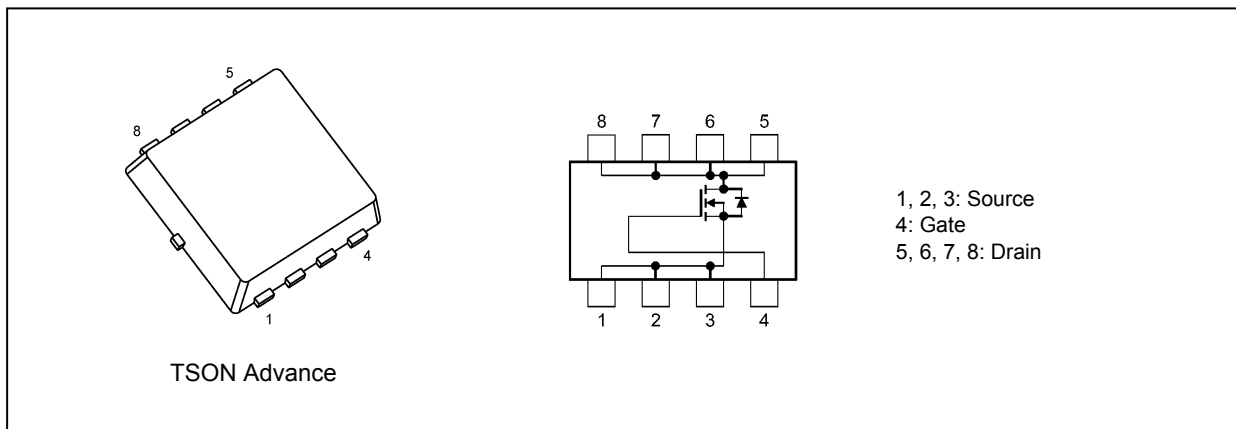 5
8
4
1
TSON Advance
8 7 6 5
1 2 3 4
1, 2, 3: Source
4: Gate
5, 6, 7, 8: Drain